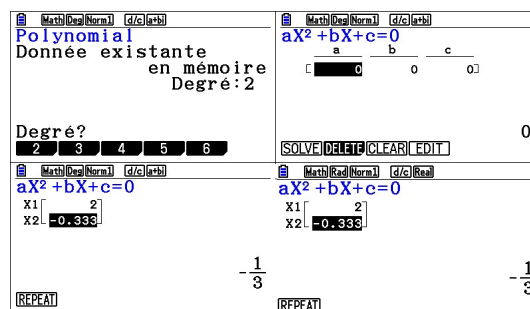 Math Deg Norm1 d/c a+bi
Polynomial
Donnée existante
en mémoire
Degré:2
Degré?
2 3 4 5 6
Math Deg Norm1 d/c a+bi
aX²+bX+c=0
a b c
0 0 0
0
SOLVE DELETE CLEAR EDIT
Math Deg Norm1 d/c a+bi
aX²+bX+c=0
X1 2
X2 -0.333
-1/3
REPEAT
Math Rad Norm1 d/c Real
aX²+bX+c=0
X1 2
X2 -0.333
-1/3
REPEAT